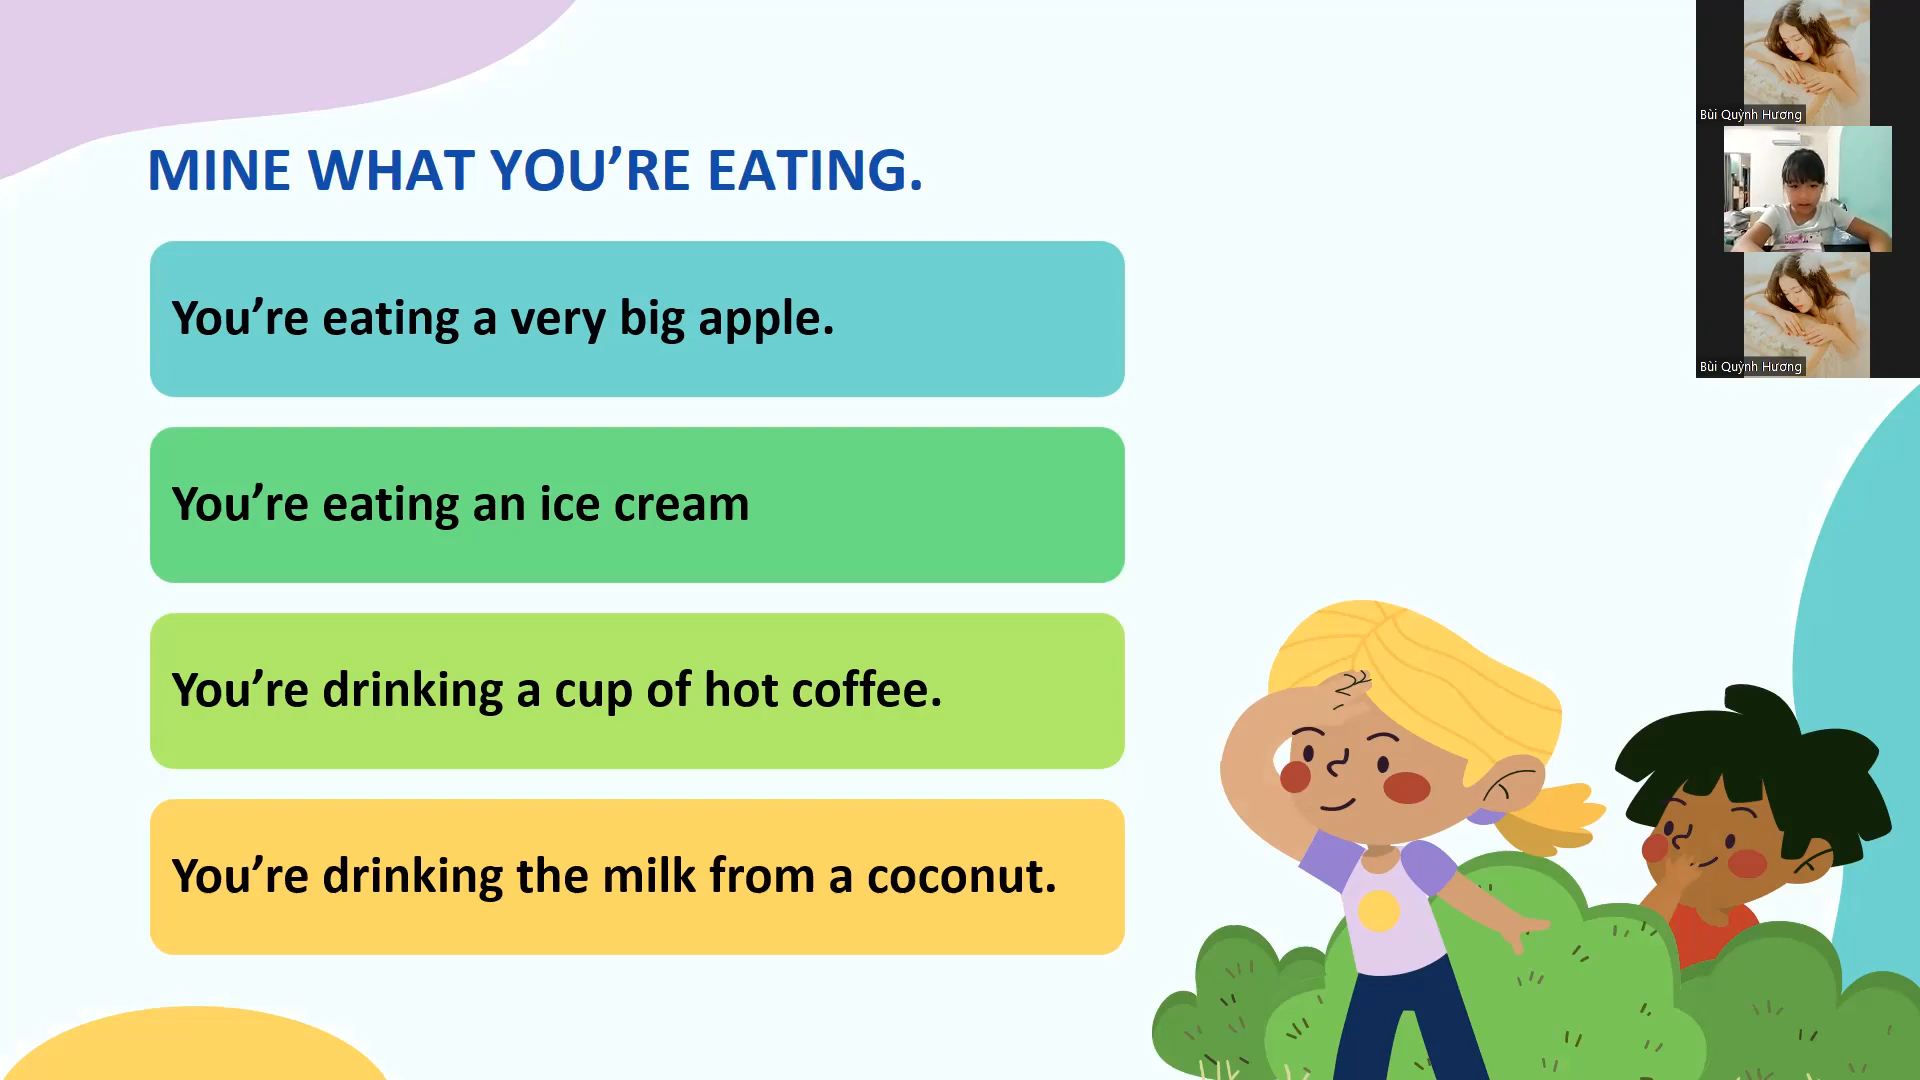 MINE WHAT YOU’RE EATING.
You’re eating a very big apple.
You’re eating an ice cream
You’re drinking a cup of hot coffee.
You’re drinking the milk from a coconut.
Bùi Quỳnh Hương
Bùi Quỳnh Hương